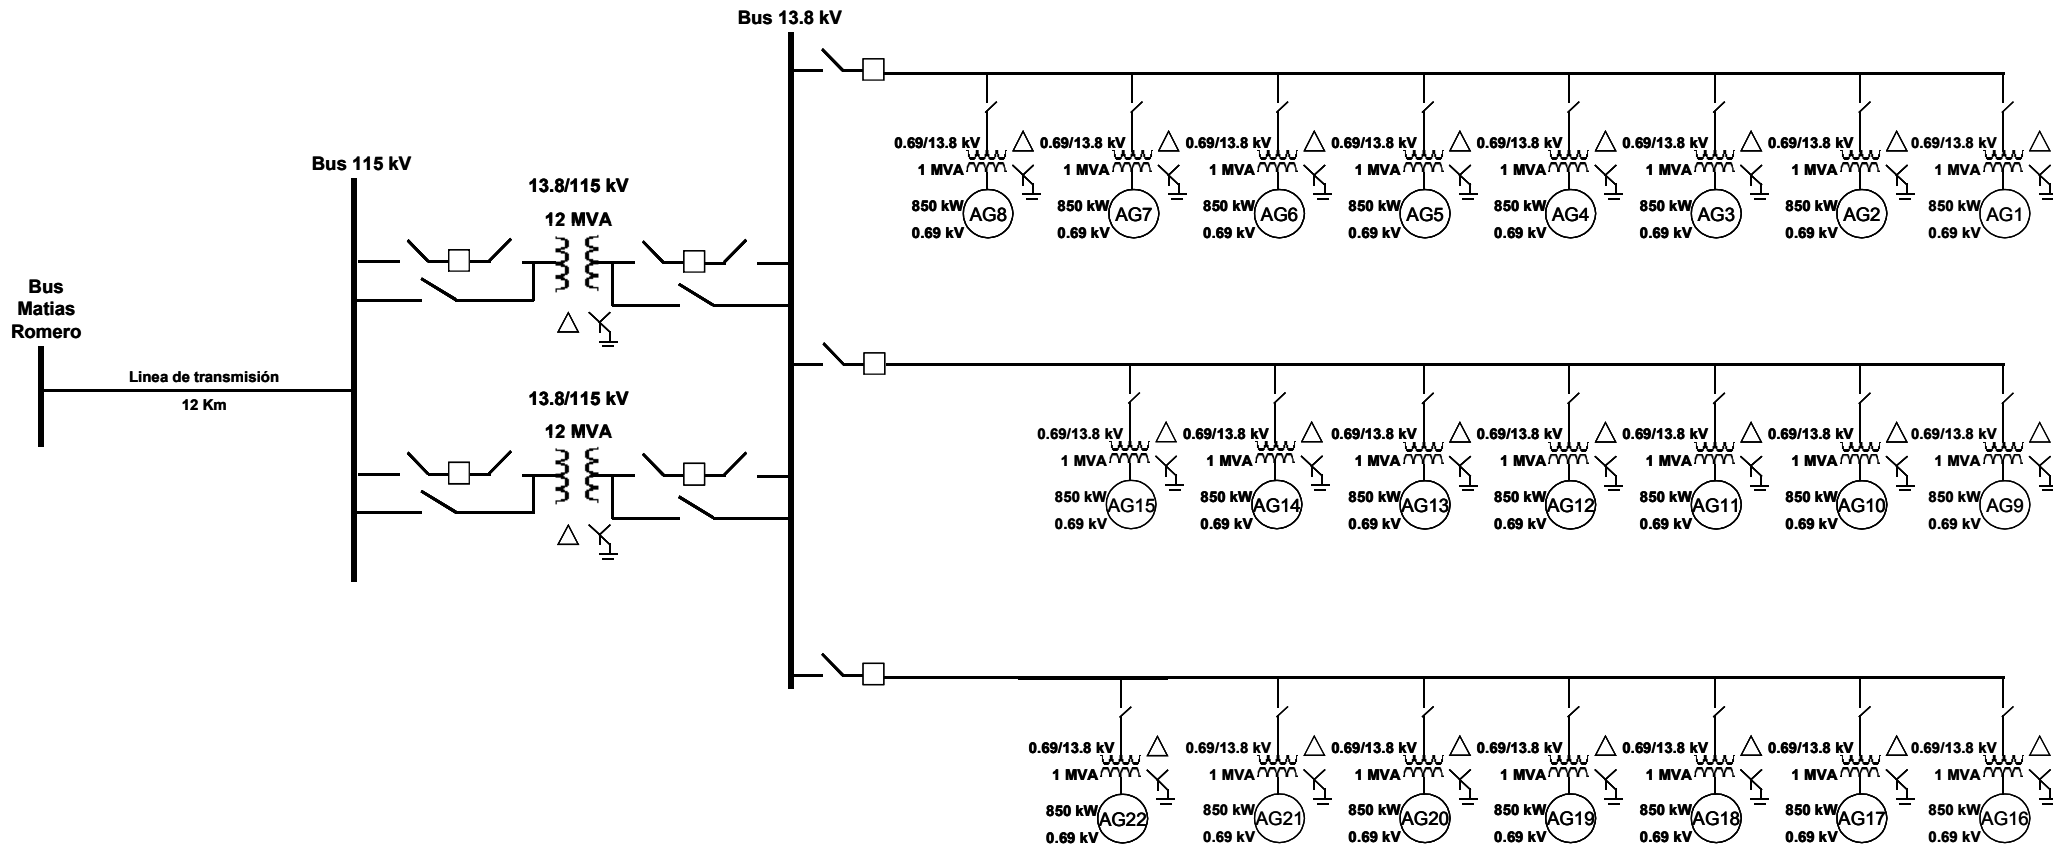 Bus 13.8 kV
Bus 115 kV
Bus
Matias
Romero
Linea de transmisión
12 Km
13.8/115 kV
12 MVA
13.8/115 kV
12 MVA
0.69/13.8 kV 0.69/13.8 kV 0.69/13.8 kV 0.69/13.8 kV 0.69/13.8 kV 0.69/13.8 kV 0.69/13.8 kV 0.69/13.8 kV
1 MVA 1 MVA 1 MVA 1 MVA 1 MVA 1 MVA 1 MVA 1 MVA
850 kW 850 kW 850 kW 850 kW 850 kW 850 kW 850 kW 850 kW
AG8 AG7 AG6 AG5 AG4 AG3 AG2 AG1
0.69 kV 0.69 kV 0.69 kV 0.69 kV 0.69 kV 0.69 kV 0.69 kV 0.69 kV
0.69/13.8 kV 0.69/13.8 kV 0.69/13.8 kV 0.69/13.8 kV 0.69/13.8 kV 0.69/13.8 kV 0.69/13.8 kV
1 MVA 1 MVA 1 MVA 1 MVA 1 MVA 1 MVA 1 MVA
850 kW 850 kW 850 kW 850 kW 850 kW 850 kW 850 kW
AG15 AG14 AG13 AG12 AG11 AG10 AG9
0.69 kV 0.69 kV 0.69 kV 0.69 kV 0.69 kV 0.69 kV 0.69 kV
0.69/13.8 kV 0.69/13.8 kV 0.69/13.8 kV 0.69/13.8 kV 0.69/13.8 kV 0.69/13.8 kV 0.69/13.8 kV
1 MVA 1 MVA 1 MVA 1 MVA 1 MVA 1 MVA 1 MVA
850 kW 850 kW 850 kW 850 kW 850 kW 850 kW 850 kW
AG22 AG21 AG20 AG19 AG18 AG17 AG16
0.69 kV 0.69 kV 0.69 kV 0.69 kV 0.69 kV 0.69 kV 0.69 kV